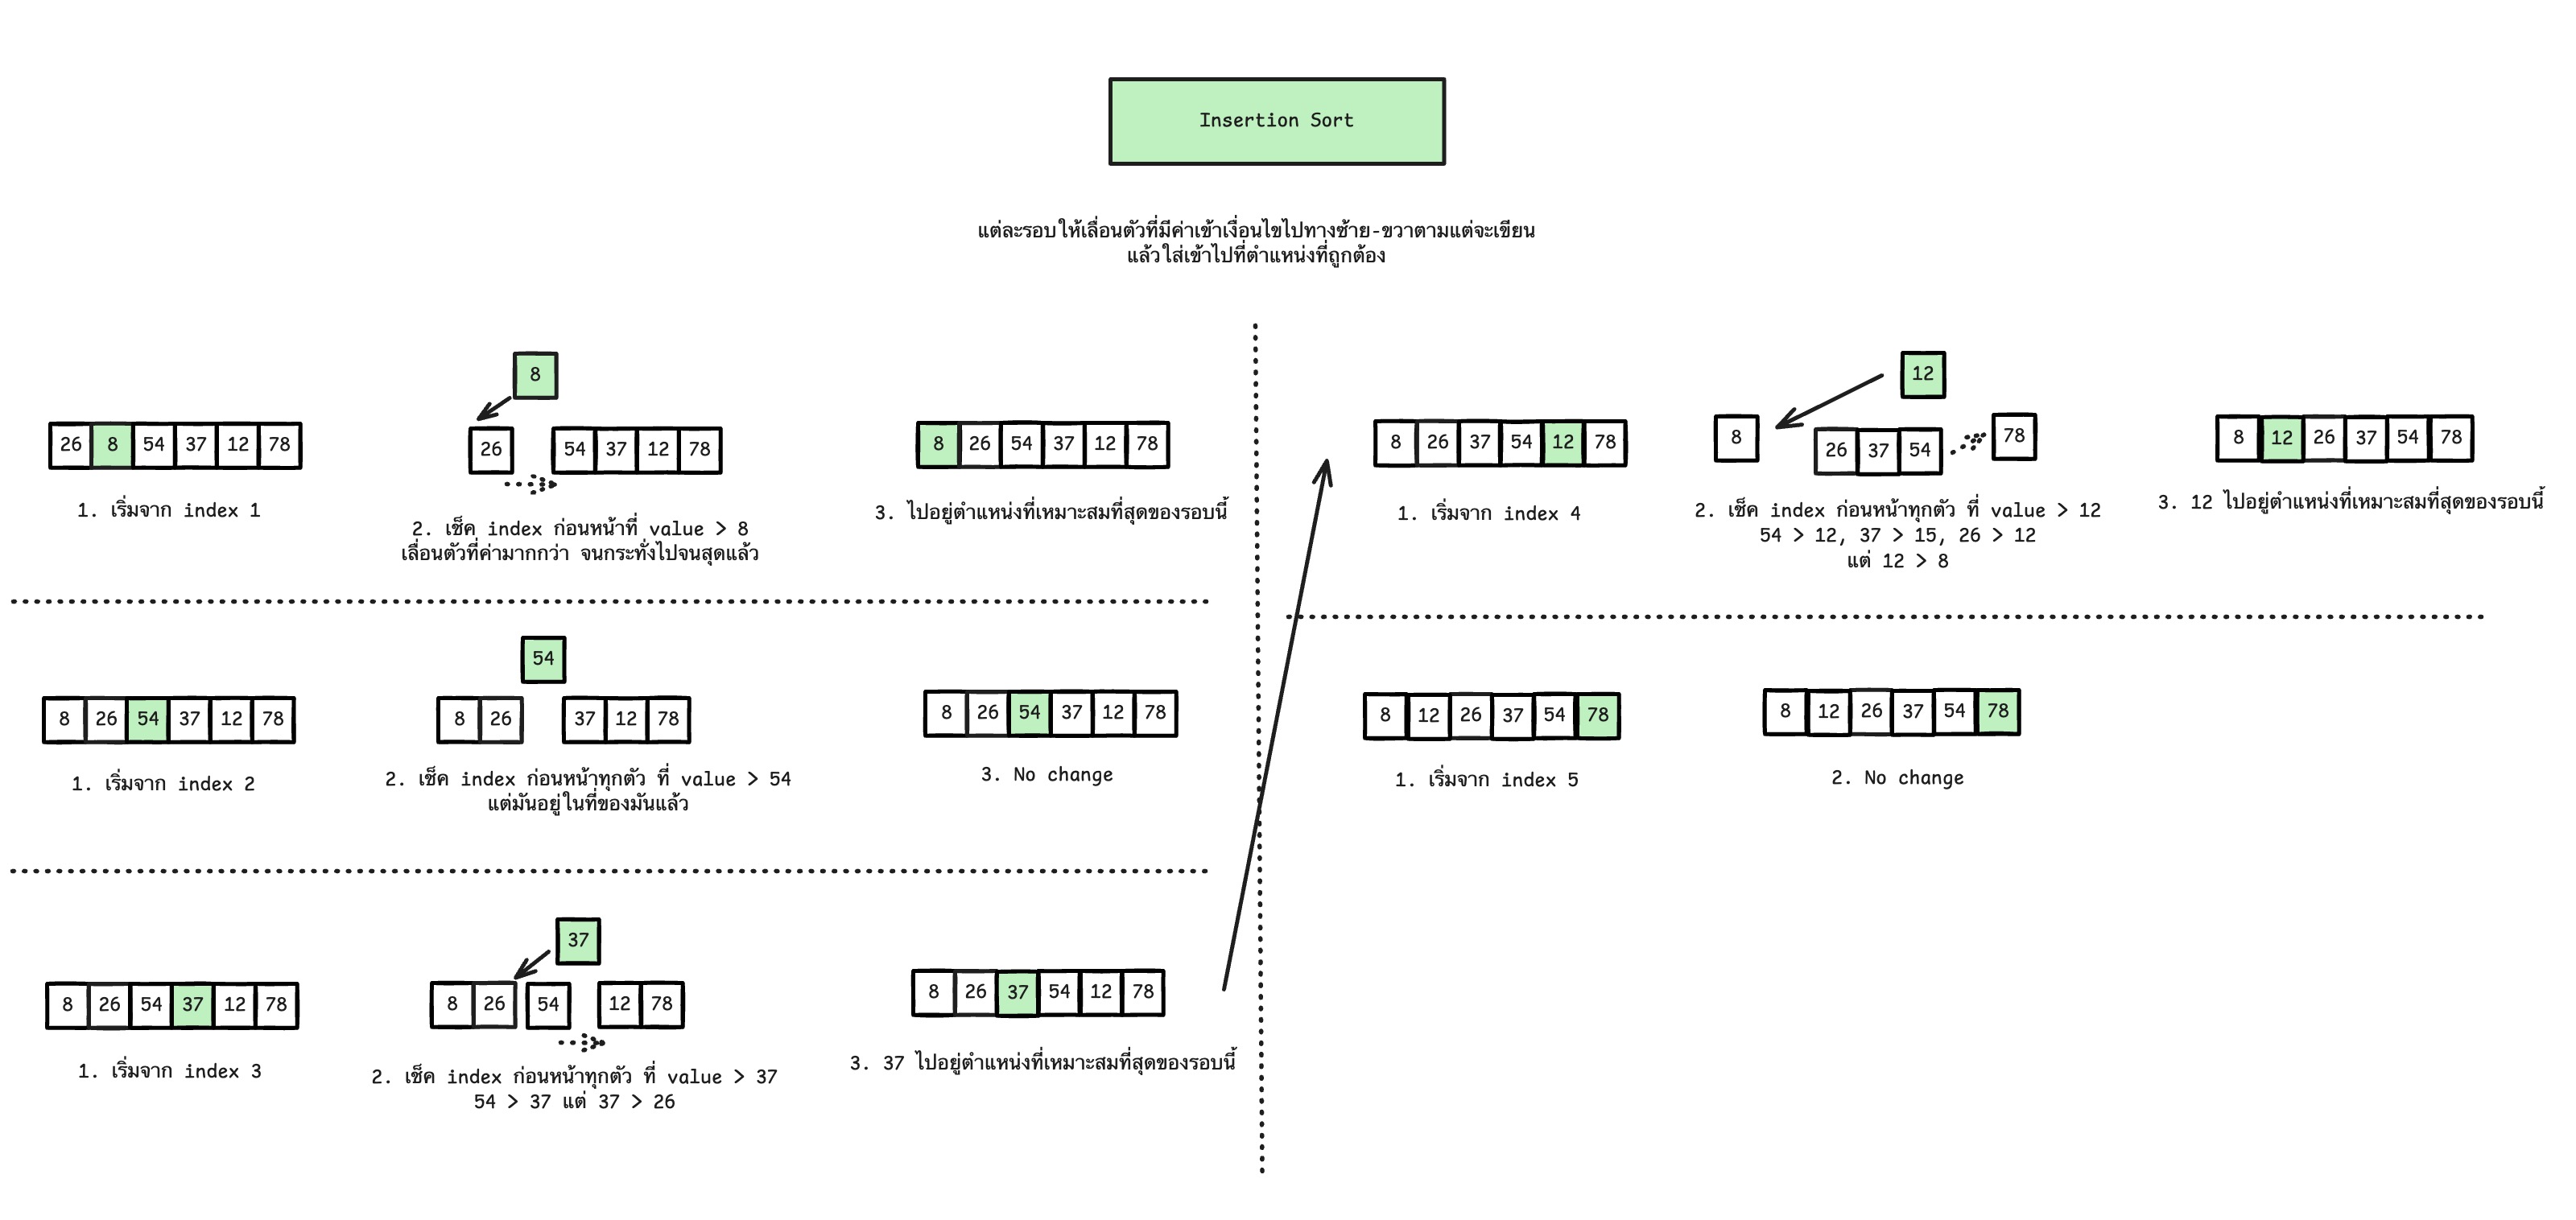 Insertion Sort
แต่ละรอบให้เลื่อนตัวที่มีค่าเข้าเงื่อนไขไปทางซ้าย-ขวาตามแต่จะเขียน
แล้วใส่เข้าไปที่ตำแหน่งที่ถูกต้อง
26 8 54 37 12 78
1. เริ่มจาก index 1
8
26 54 37 12 78
2. เช็ค index ก่อนหน้าที่ value > 8
เลื่อนตัวที่ค่ามากกว่า จนกระทั่งไปจนสุดแล้ว
8 26 54 37 12 78
3. ไปอยู่ตำแหน่งที่เหมาะสมที่สุดของรอบนี้
8 26 54 37 12 78
1. เริ่มจาก index 2
54
8 26 37 12 78
2. เช็ค index ก่อนหน้าทุกตัว ที่ value > 54
แต่มันอยู่ในที่ของมันแล้ว
8 26 54 37 12 78
3. No change
8 26 54 37 12 78
1. เริ่มจาก index 3
37
8 26 54 12 78
2. เช็ค index ก่อนหน้าทุกตัว ที่ value > 37
54 > 37 แต่ 37 > 26
8 26 37 54 12 78
3. 37 ไปอยู่ตำแหน่งที่เหมาะสมที่สุดของรอบนี้
8 26 37 54 12 78
1. เริ่มจาก index 4
12
8 26 37 54 78
2. เช็ค index ก่อนหน้าทุกตัว ที่ value > 12
54 > 12, 37 > 15, 26 > 12
แต่ 12 > 8
8 12 26 37 54 78
3. 12 ไปอยู่ตำแหน่งที่เหมาะสมที่สุดของรอบนี้
8 12 26 37 54 78
1. เริ่มจาก index 5
8 12 26 37 54 78
2. No change